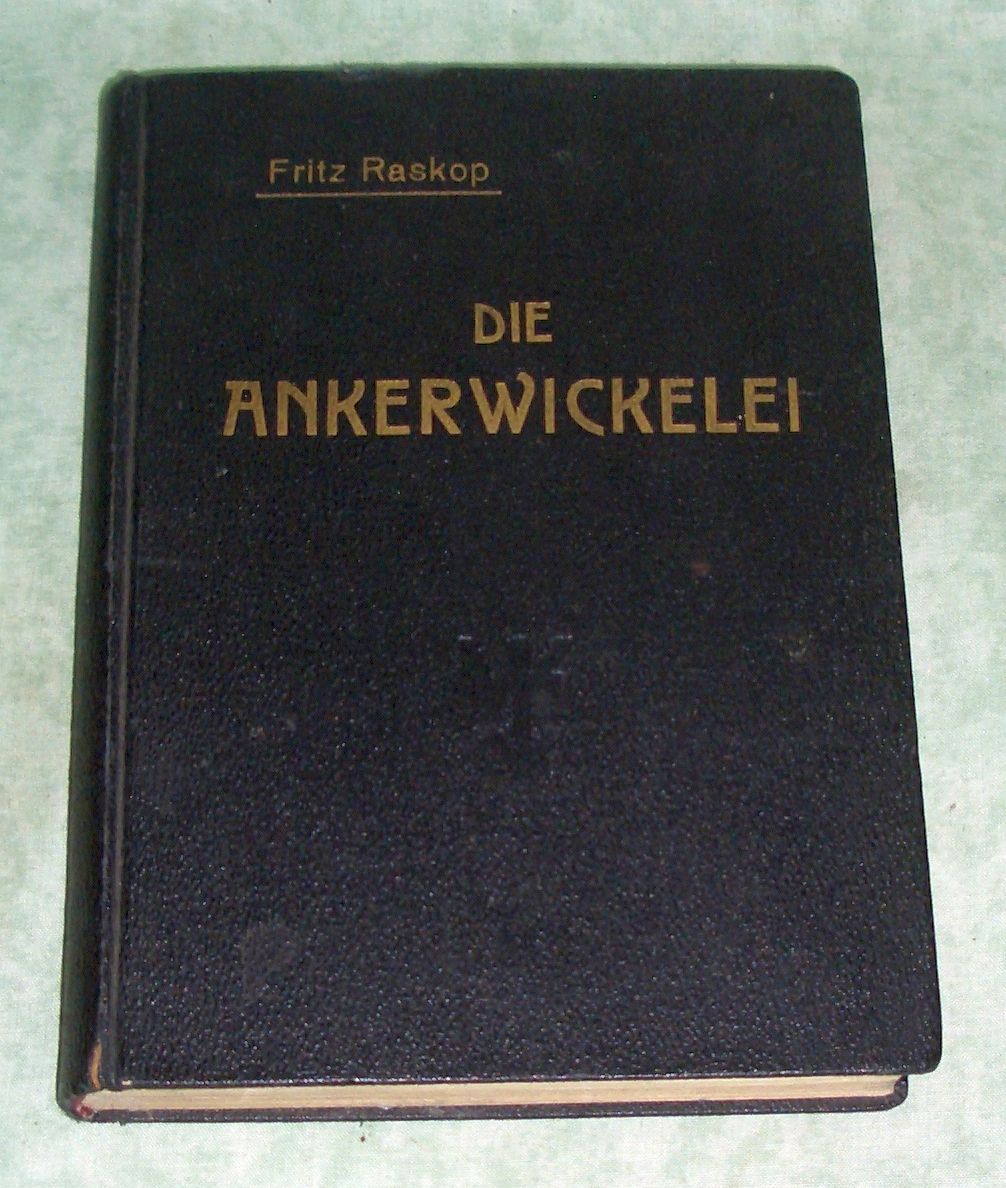 Fritz Raskop
DIE
ANKERWICKELEI